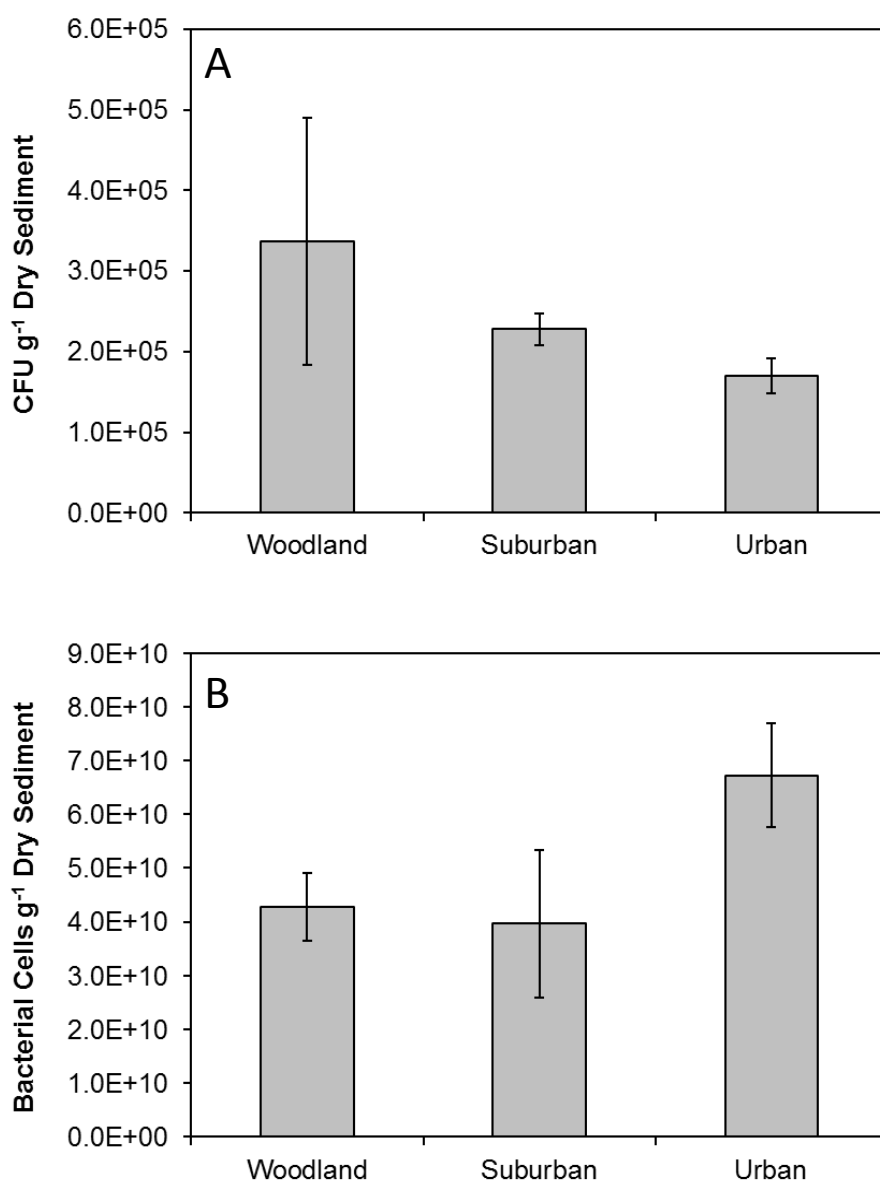 A
CFU g⁻¹ Dry Sediment
6.0E+05
5.0E+05
4.0E+05
3.0E+05
2.0E+05
1.0E+05
0.0E+00
Woodland Suburban Urban
B
Bacterial Cells g⁻¹ Dry Sediment
9.0E+10
8.0E+10
7.0E+10
6.0E+10
5.0E+10
4.0E+10
3.0E+10
2.0E+10
1.0E+10
0.0E+00
Woodland Suburban Urban